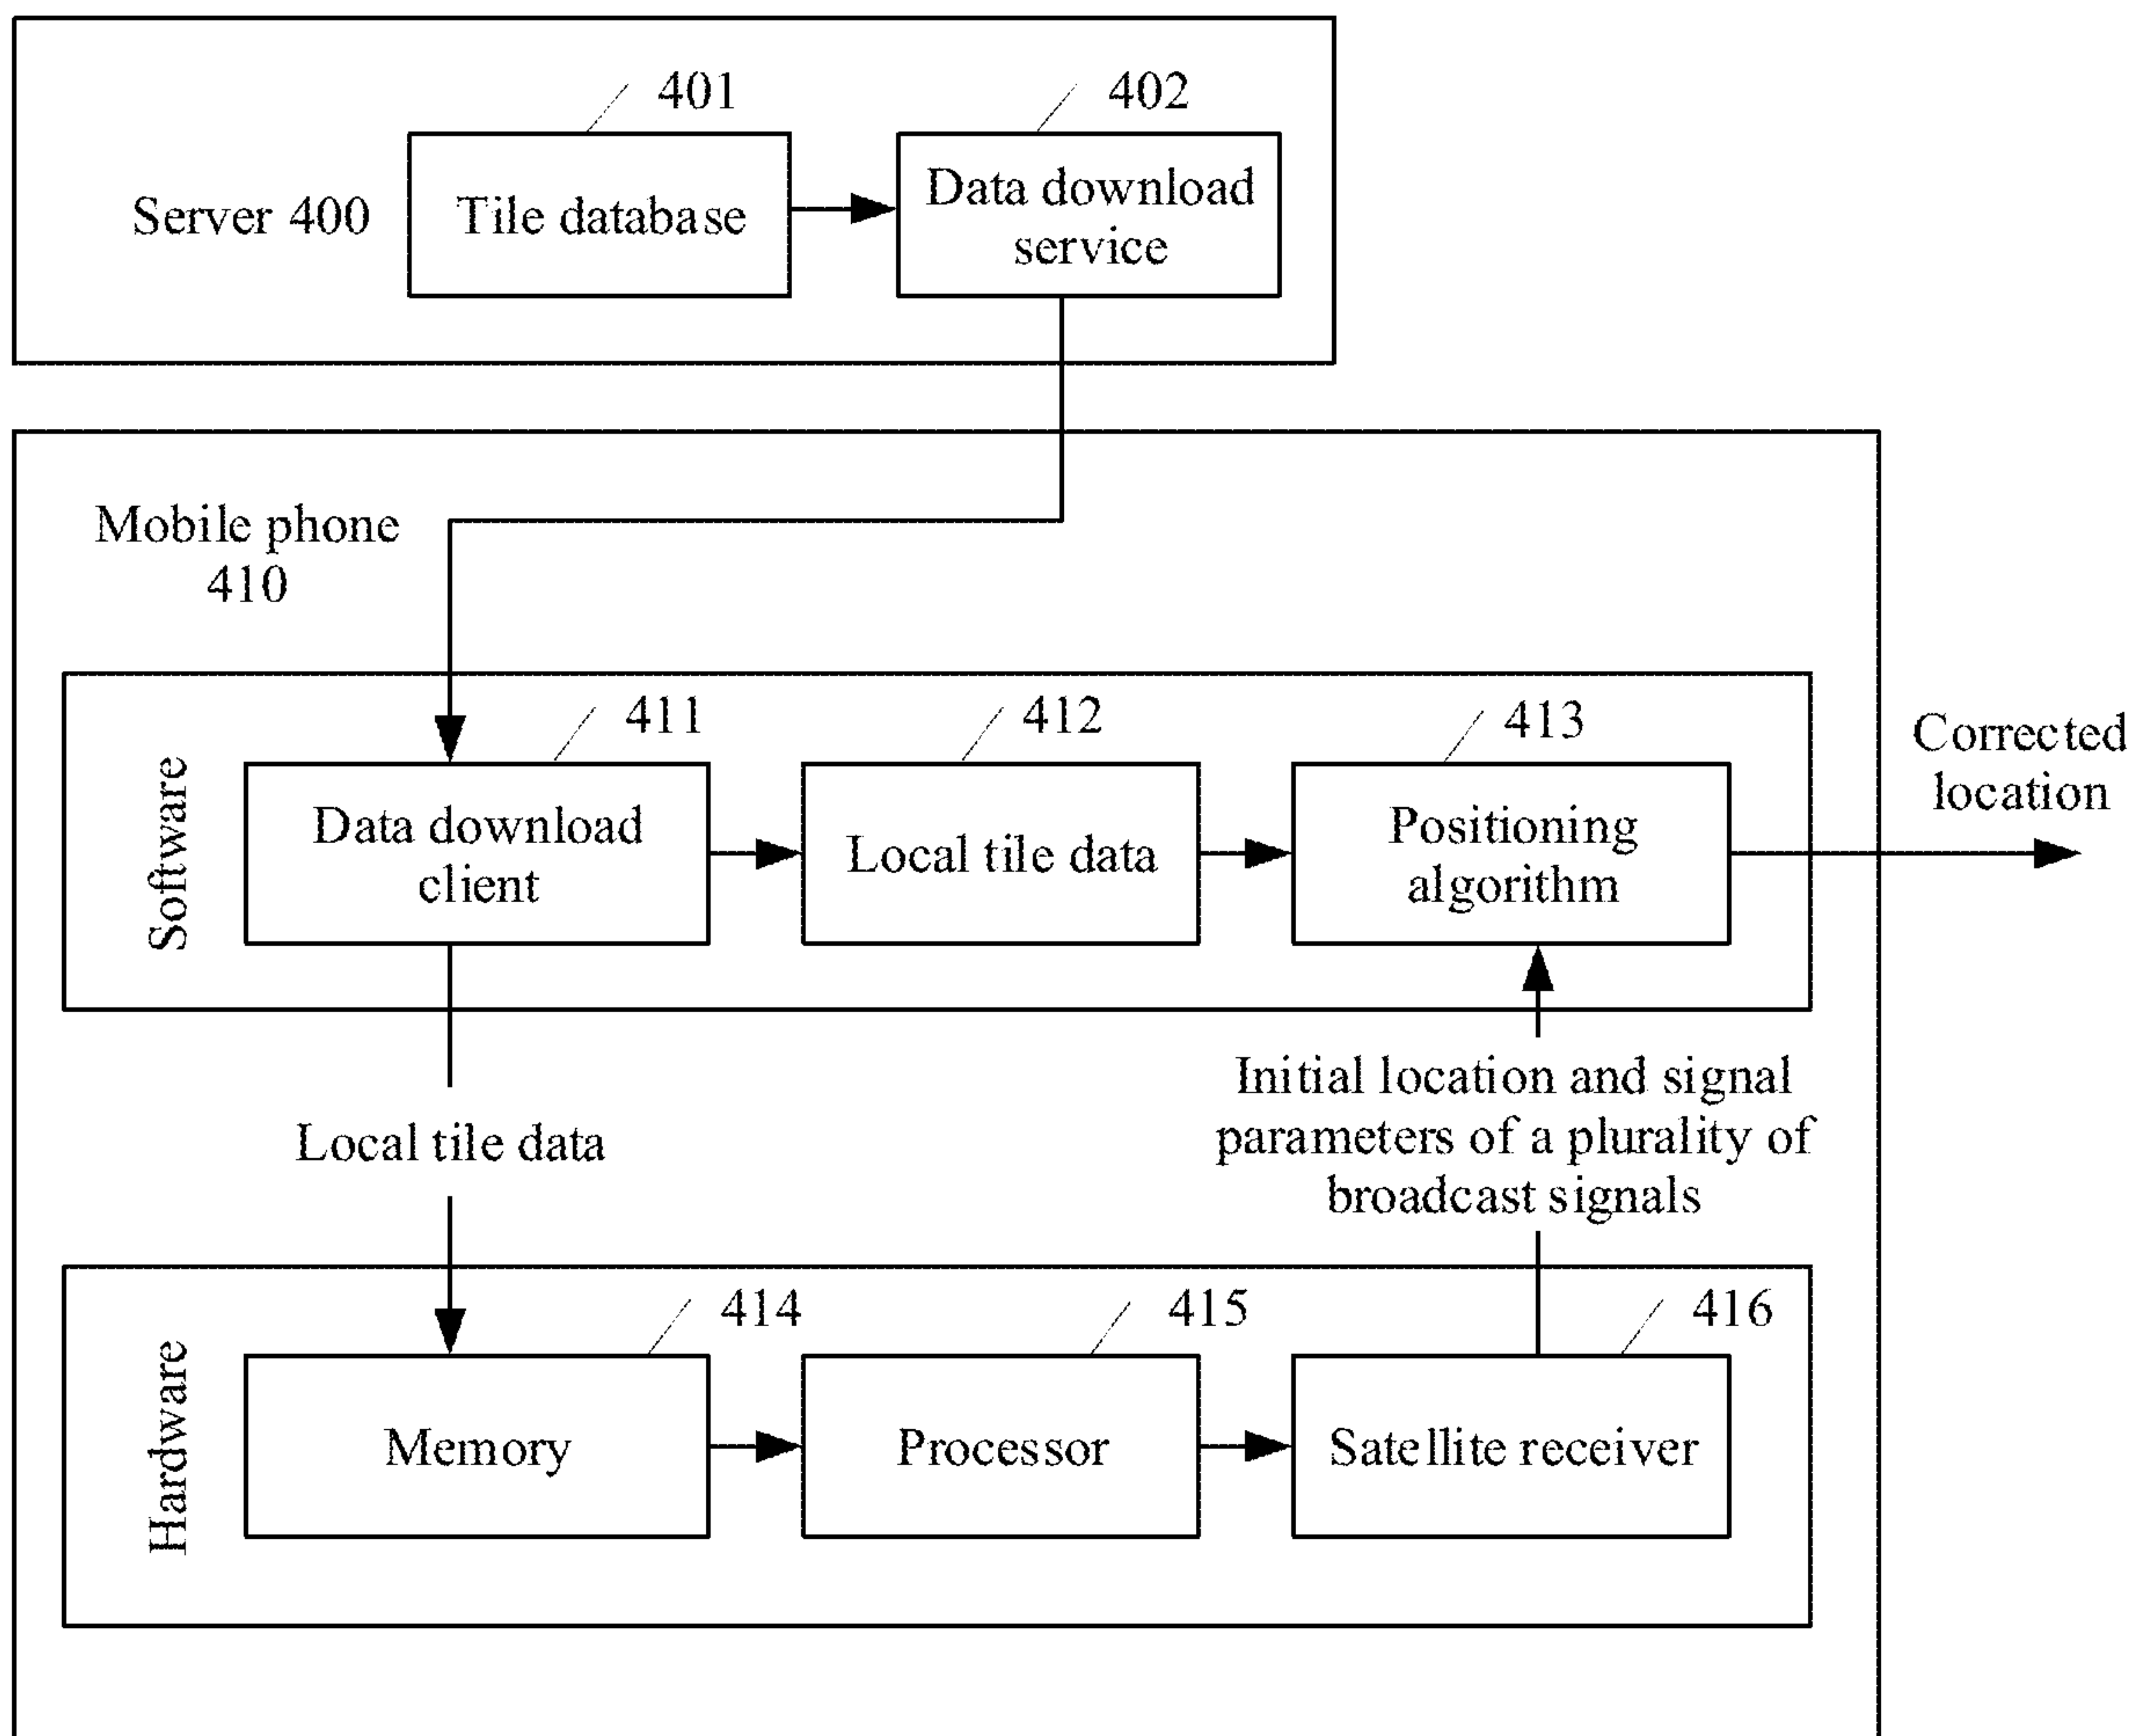 401
402
Server 400
Tile database
Data download
service
Mobile phone
410
411
412
413
Corrected
location
Software
Data download
client
Local tile data
Positioning
algorithm
Local tile data
Initial location and signal
parameters of a plurality of
broadcast signals
414
415
416
Hardware
Memory
Processor
Satellite receiver